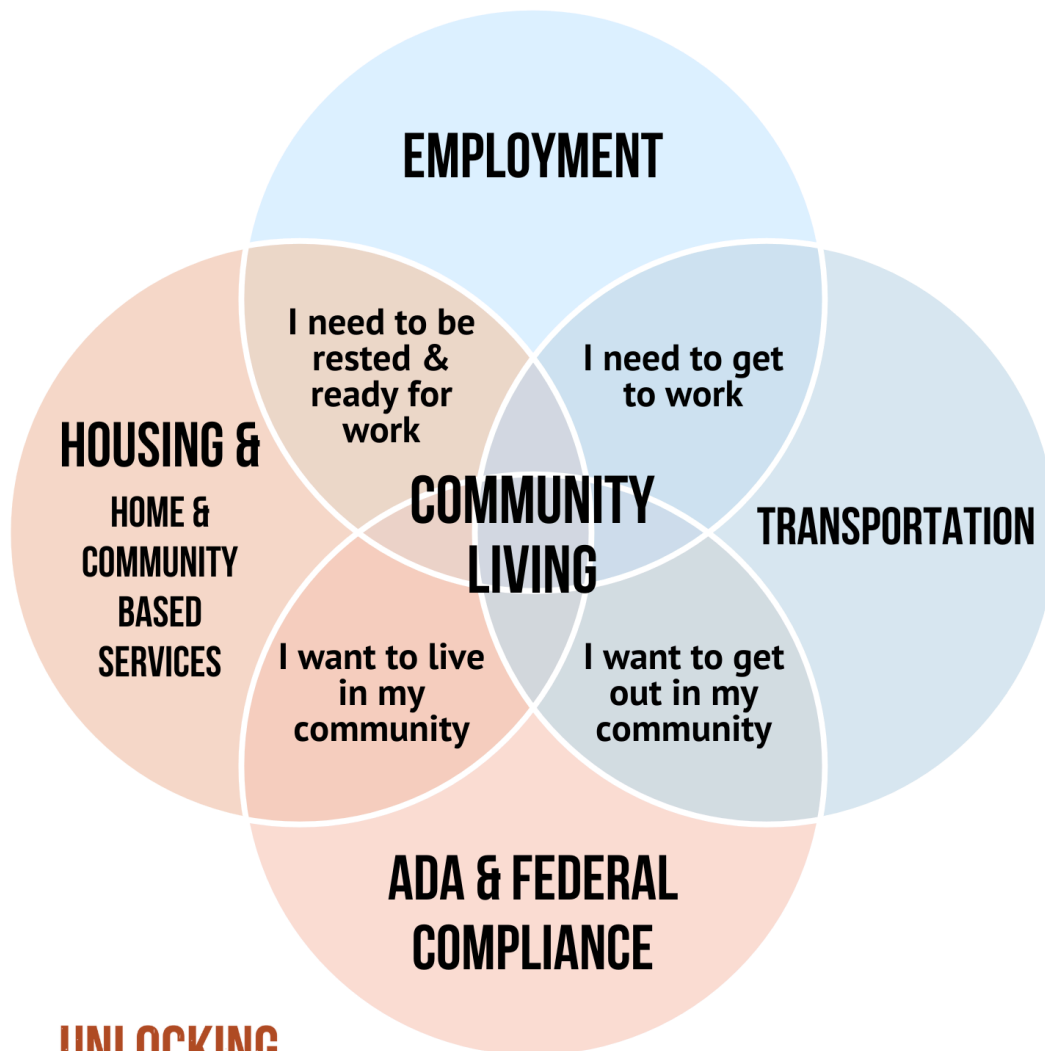 EMPLOYMENT
I need to be
rested &
ready for
work
I need to get
to work
HOUSING &
HOME &
COMMUNITY
BASED
SERVICES
COMMUNITY
LIVING
TRANSPORTATION
I want to live
in my
community
I want to get
out in my
community
ADA & FEDERAL
COMPLIANCE
UNLOCKING